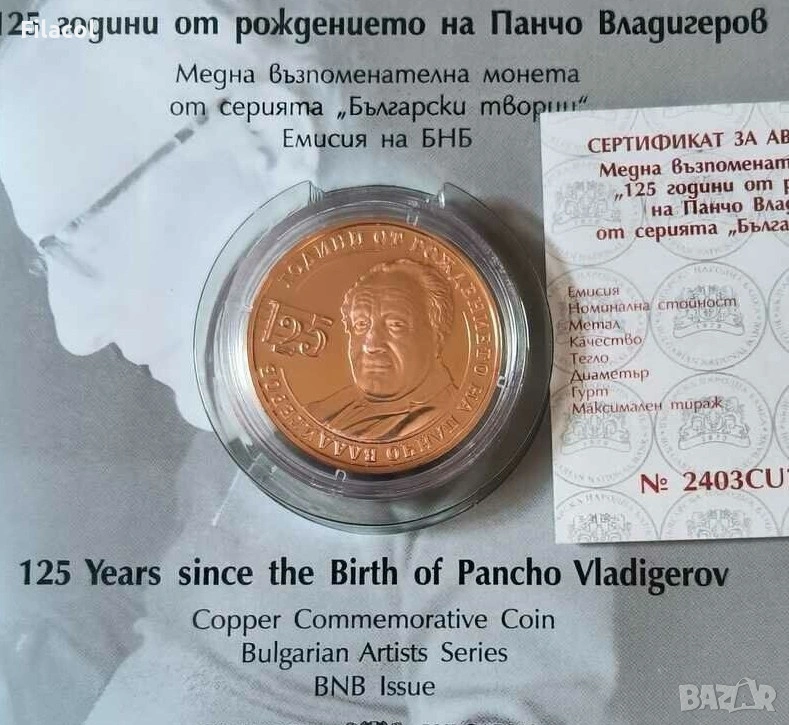 Filacol
125 години от рождението на Панчо Владигеров
Медна възпоменателна монета
от серията „Български творци“
Емисия на БНБ
СЕРТИФИКАТ ЗА АВ
Медна възпоменат
„125 години от р
на Панчо Влад
от серията „Бълга
Емисия
Номинална стойност
Метал
Качество
Тегло
Диаметър
Гурт
Максимален тираж
№ 2403CU
ГОДИНИ ОТ РОЖДЕНИЕТО НА ПАНЧО ВЛАДИГЕРОВ
125
125 Years since the Birth of Pancho Vladigerov
Copper Commemorative Coin
Bulgarian Artists Series
BNB Issue
BAZAR